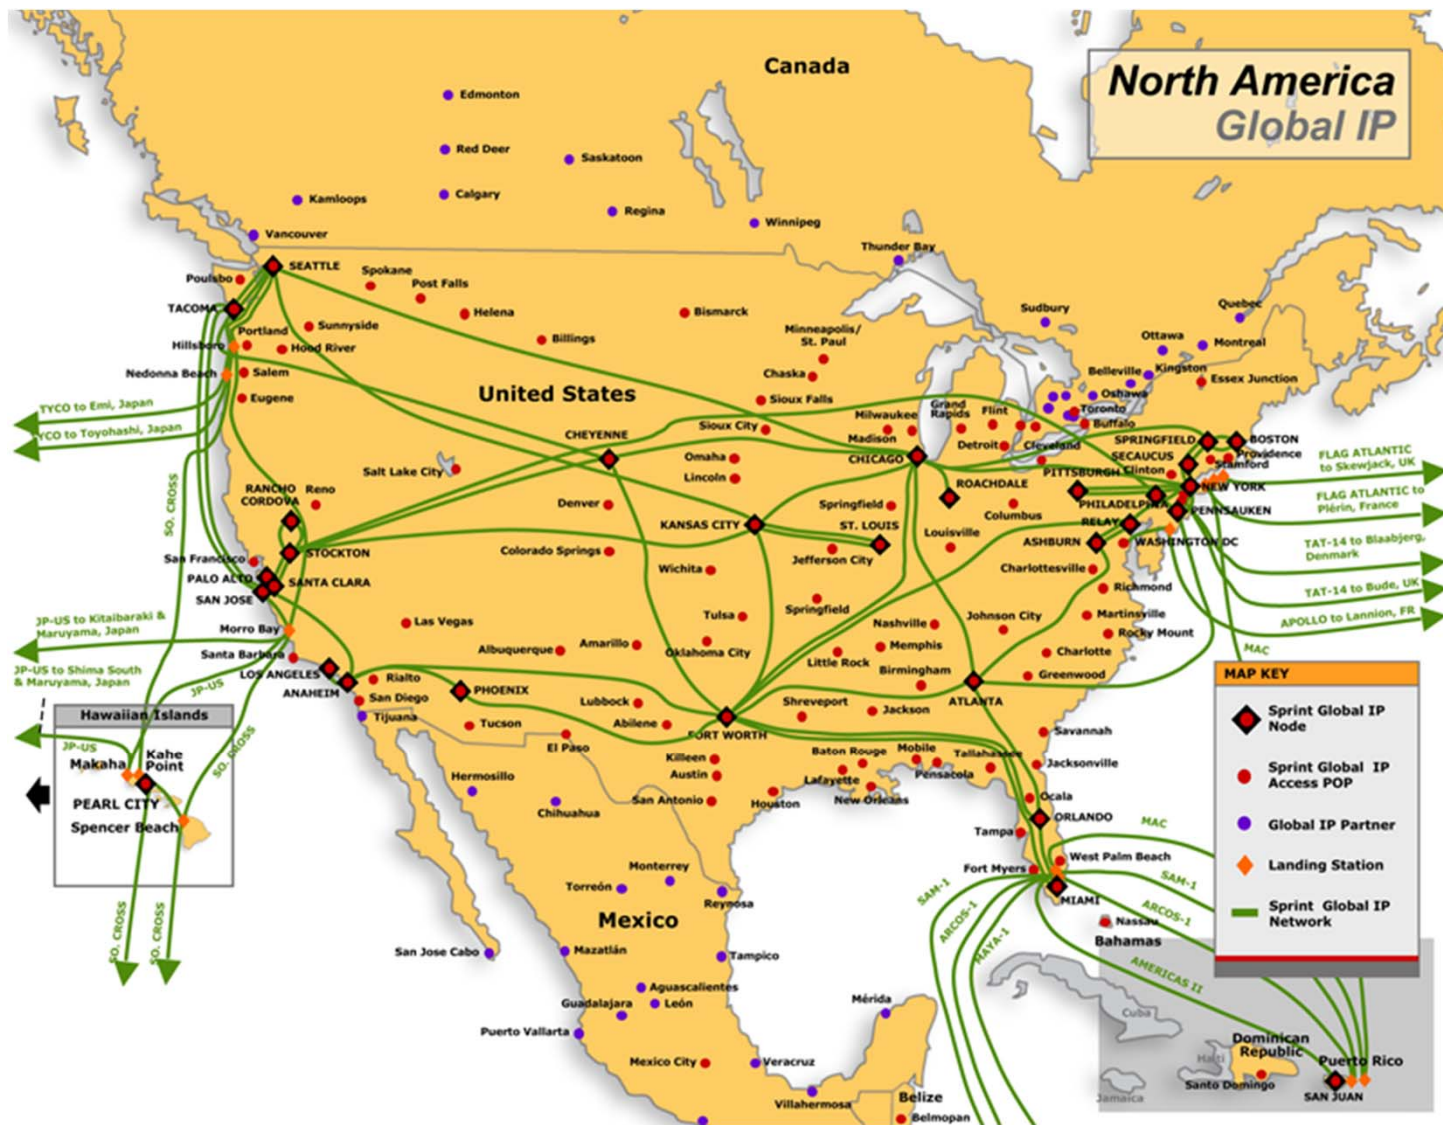 Canada
North America
Global IP
Edmonton
Red Deer
Saskatoon
Calgary
Kamloops
Regina
Winnipeg
Vancouver
Thunder Bay
SEATTLE
Poulsbo
Spokane
Post Falls
TACOMA
Helena
Bismarck
Sudbury
Quebec
Portland
Sunnyside
Minneapolis/
St. Paul
Hillsboro
Hood River
Billings
Ottawa
Montreal
Nedonna Beach
Salem
Chaska
Belleville
Kingston
Essex Junction
Eugene
United States
Sioux Falls
Oshawa
TYCO to Emi, Japan
YCO to Toyohashi, Japan
Milwaukee
Grand
Rapids
Flint
Toronto
Buffalo
Sioux City
Madison
Detroit
Cleveland
SPRINGFIELD
BOSTON
CHEYENNE
CHICAGO
SECAUCUS
Providence
Stamford
FLAG ATLANTIC
to Skewjack, UK
Salt Lake City
Omaha
Lincoln
ROACHDALE
PITTSBURGH
Clinton
NEW YORK
RANCHO
CORDOVA
Reno
Denver
Springfield
Columbus
PHILADELPHIA
PENNSAUKEN
FLAG ATLANTIC to
Plérin, France
SO. CROSS
KANSAS CITY
ST. LOUIS
Louisville
RELAY
ASHBURN
WASHINGTON DC
STOCKTON
San Francisco
Colorado Springs
Jefferson City
TAT-14 to Blaabjerg,
Denmark
PALO ALTO
SANTA CLARA
Wichita
Charlottesville
SAN JOSE
Richmond
TAT-14 to Bude, UK
JP-US to Kitaibaraki &
Maruyama, Japan
Las Vegas
Tulsa
Springfield
Nashville
Johnson City
Martinsville
APOLLO to Lannion, FR
Morro Bay
Rocky Mount
Santa Barbara
Albuquerque
Amarillo
Oklahoma City
Little Rock
Memphis
Charlotte
MAC
JP-US to Shima South
& Maruyama, Japan
LOS ANGELES
Rialto
Birmingham
Greenwood
JP-US
ANAHEIM
San Diego
PHOENIX
Lubbock
Shreveport
Jackson
ATLANTA
Hawaiian Islands
Tijuana
Tucson
Abilene
FORT WORTH
Savannah
JP-US
SO. CROSS
El Paso
Makaha
Kahe
Point
Killeen
Baton Rouge
Mobile
Tallahassee
Jacksonville
Hermosillo
Austin
Lafayette
Pensacola
PEARL CITY
Chihuahua
San Antonio
Houston
New Orleans
Ocala
Spencer Beach
Tampa
ORLANDO
MAC
Monterrey
Fort Myers
West Palm Beach
Torreón
Reynosa
SAM-1
SAM-1
MIAMI
ARCOS-1
ARCOS-1
SO. CROSS
SO. CROSS
Mexico
Nassau
Bahamas
San Jose Cabo
Mazatlán
Tampico
MAYA-1
AMERICAS II
Aguascalientes
Guadalajara
León
Mérida
Cuba
Puerto Vallarta
Mexico City
Veracruz
Haiti
Dominican
Republic
Puerto Rico
Villahermosa
Belize
Jamaica
Santo Domingo
SAN JUAN
Belmopan
MAP KEY
Sprint Global IP
Node
Sprint Global IP
Access POP
Global IP Partner
Landing Station
Sprint Global IP
Network